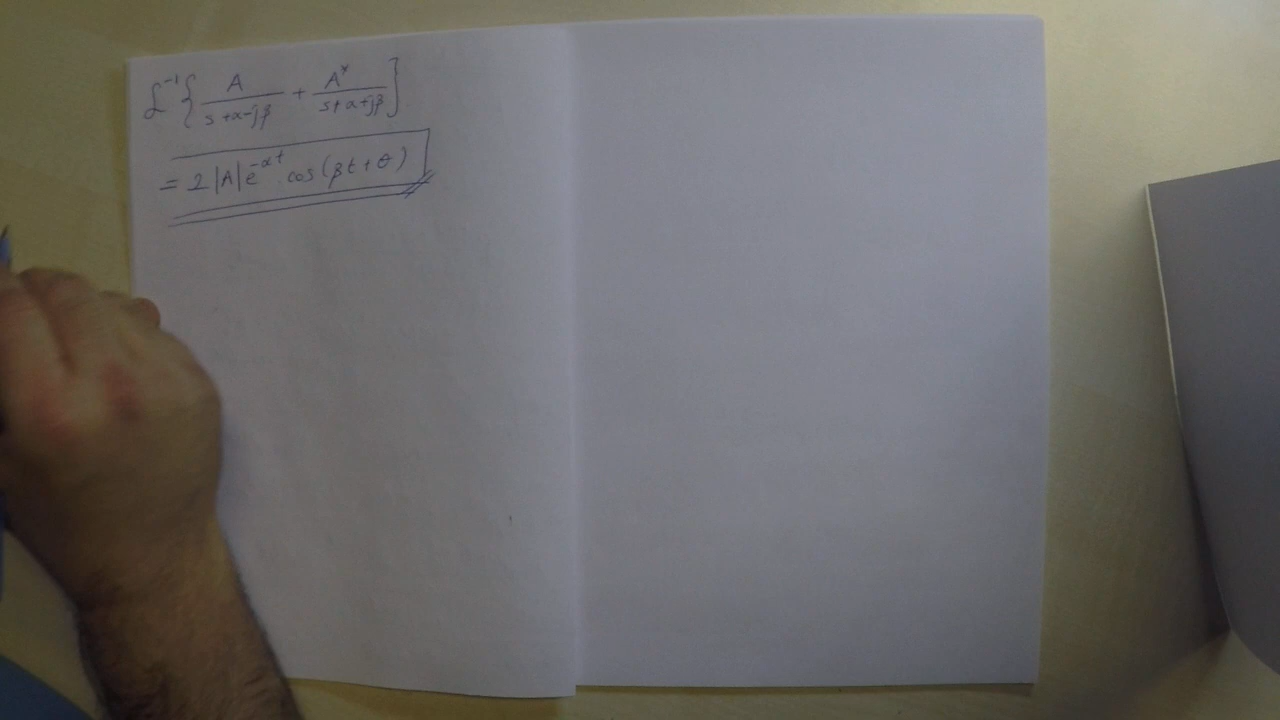 ℒ⁻¹{ A/(s+α-jβ) + A*/(s+α+jβ) }
= 2|A|e^{-αt} cos(βt+θ)